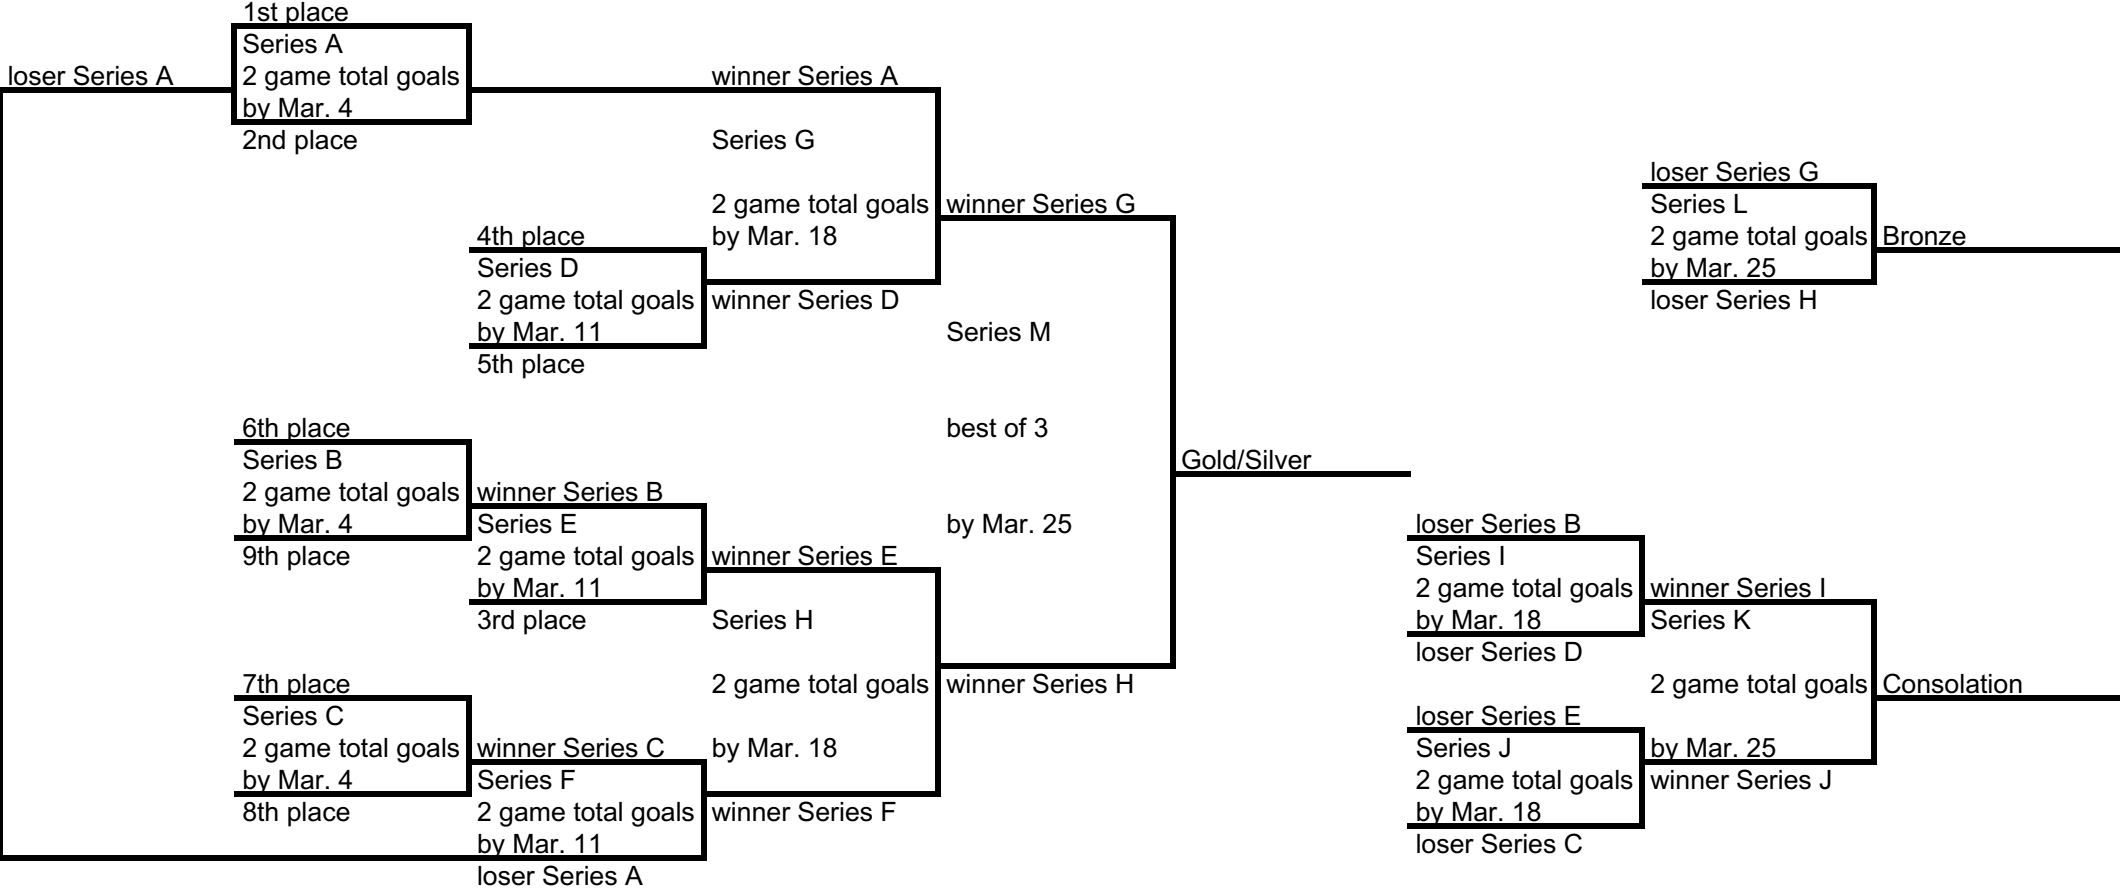 1st place
Series A
loser Series A
2 game total goals
by Mar. 4
2nd place
winner Series A
Series G
2 game total goals
by Mar. 18
winner Series G
4th place
Series D
2 game total goals
by Mar. 11
5th place
winner Series D
Series M
best of 3
by Mar. 25
Gold/Silver
6th place
Series B
2 game total goals
by Mar. 4
9th place
winner Series B
Series E
2 game total goals
by Mar. 11
3rd place
winner Series E
Series H
2 game total goals
by Mar. 18
winner Series H
7th place
Series C
2 game total goals
by Mar. 4
8th place
winner Series C
Series F
2 game total goals
by Mar. 11
loser Series A
winner Series F
loser Series G
Series L
2 game total goals
by Mar. 25
loser Series H
Bronze
loser Series B
Series I
2 game total goals
by Mar. 18
loser Series D
winner Series I
Series K
2 game total goals
by Mar. 25
winner Series J
Consolation
loser Series E
Series J
2 game total goals
by Mar. 18
loser Series C